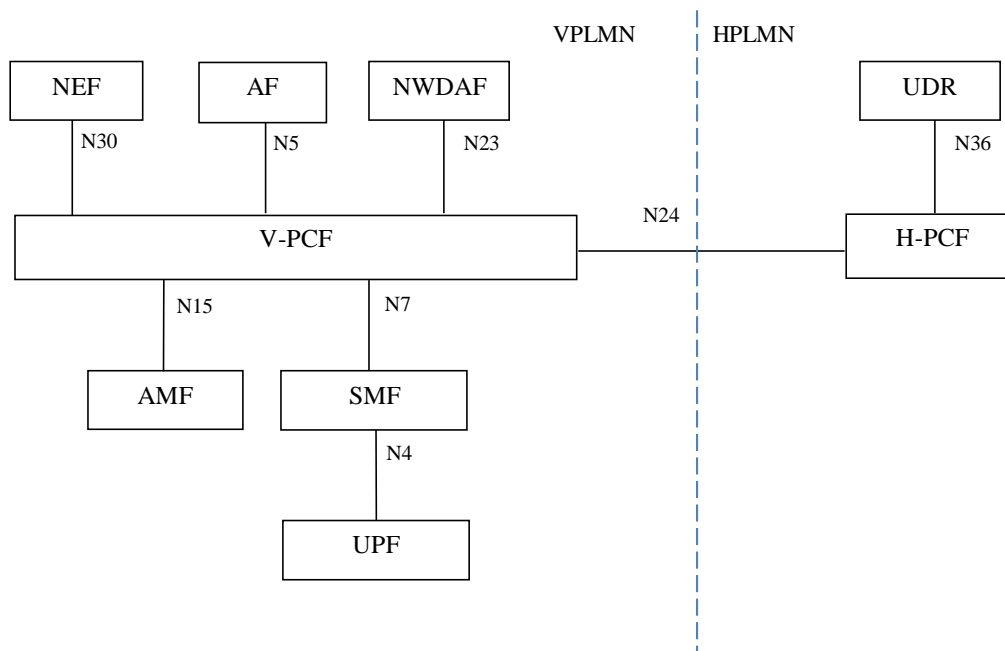 VPLMN HPLMN
NEF AF NWDAF UDR
N30 N5 N23 N36
N24
V-PCF H-PCF
N15 N7
AMF SMF
N4
UPF